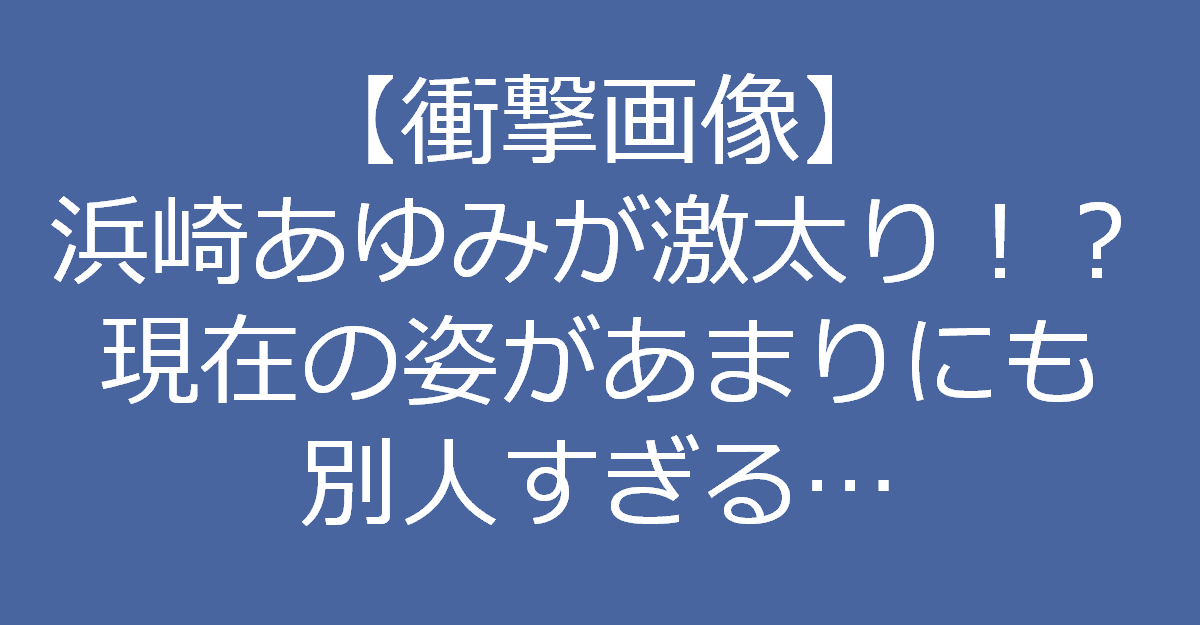 【衝撃画像】
浜崎あゆみが激太り！？
現在の姿があまりにも
別人すぎる…